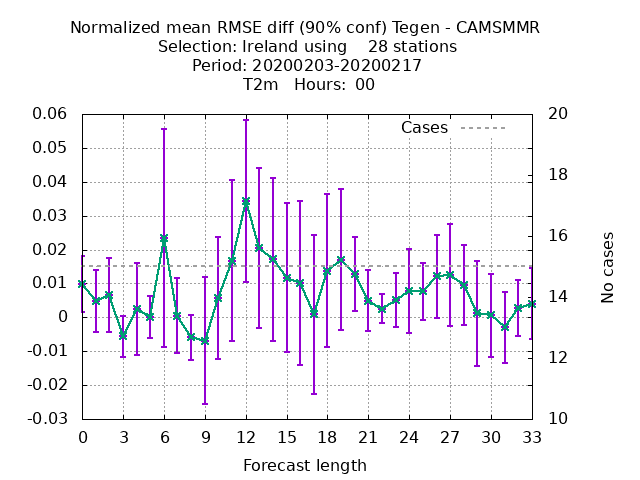 Normalized mean RMSE diff (90% conf) Tegen - CAMSMMR
Selection: Ireland using    28 stations
Period: 20200203-20200217
T2m   Hours: 00
0.06
0.05
0.04
0.03
0.02
0.01
0
-0.01
-0.02
-0.03
Cases
20
18
16
14
12
10
No cases
0 3 6 9 12 15 18 21 24 27 30 33
Forecast length